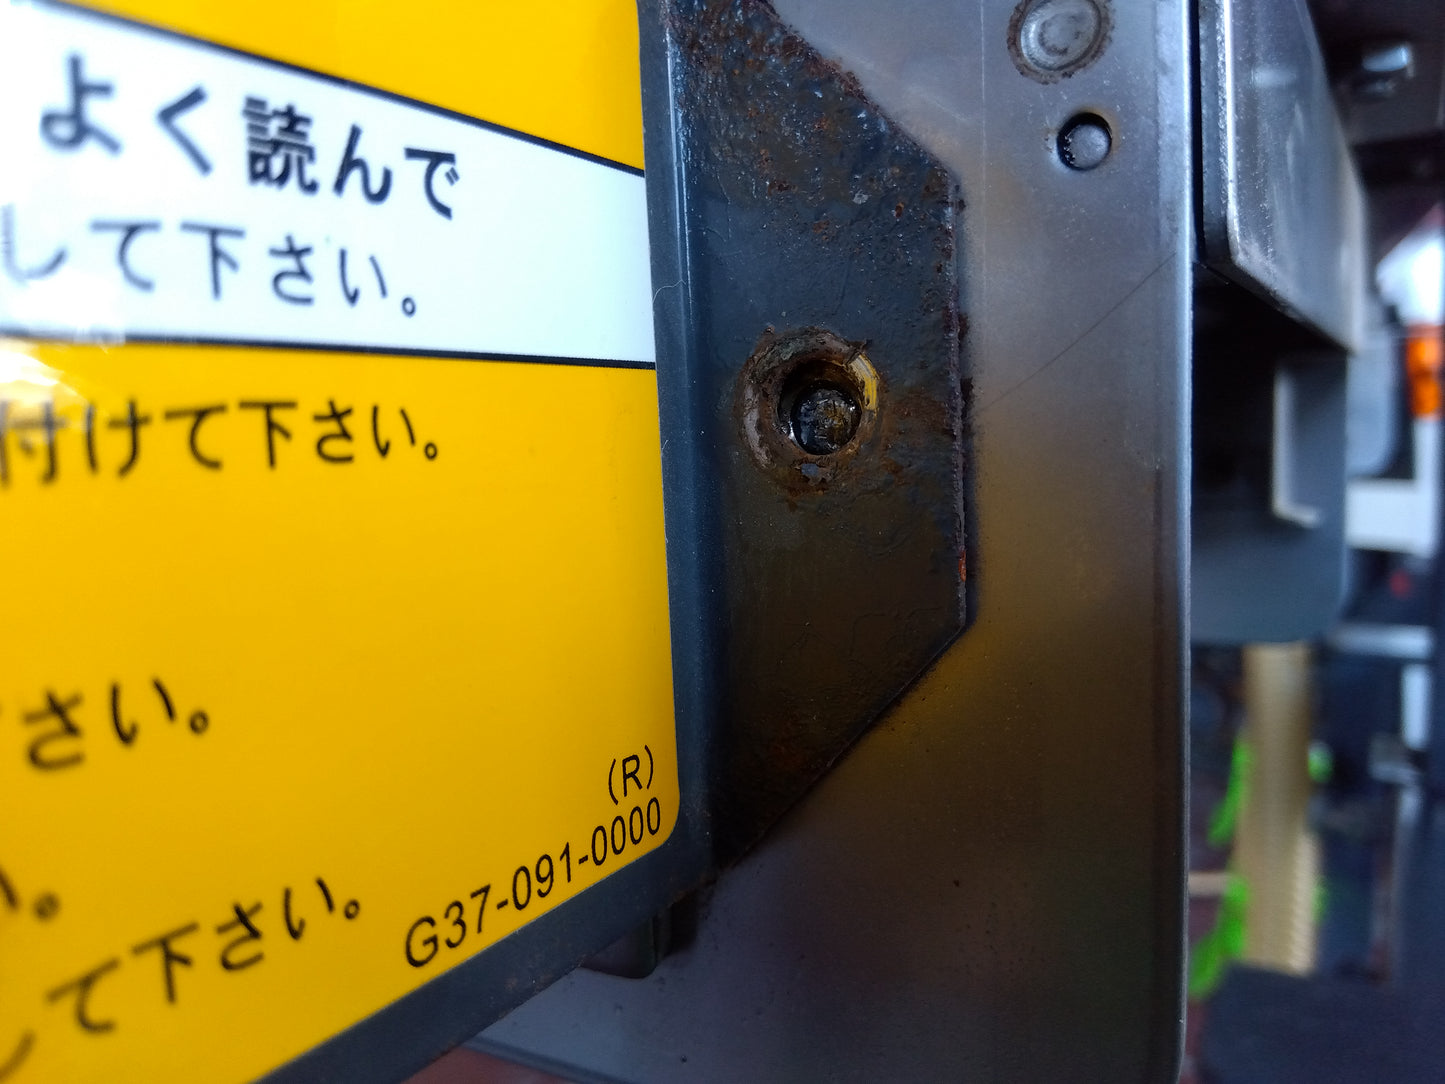 よく読んで
して下さい。
付けて下さい。
さい。
い。
して下さい。
(R)
G37-091-0000